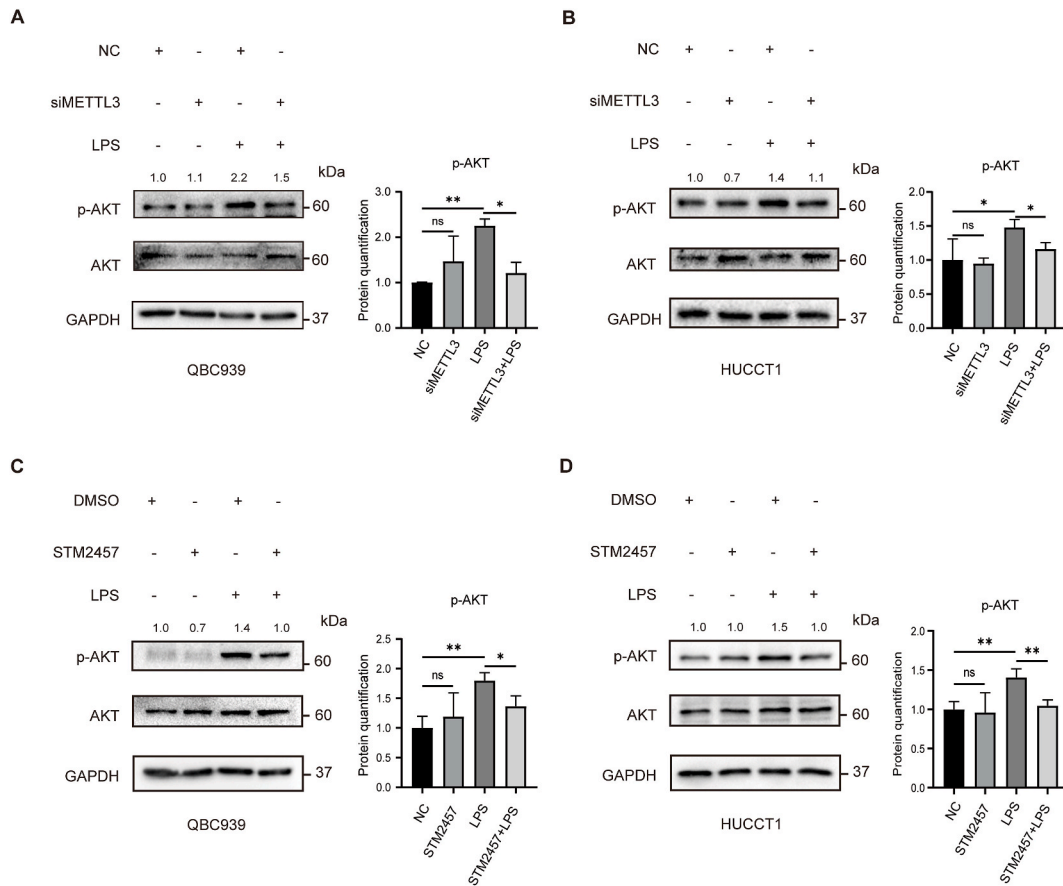 A
NC + - + -
siMETTL3 - + - +
LPS - - + +
1.0 1.1 2.2 1.5 kDa
p-AKT 60
AKT 60
GAPDH 37
QBC939
p-AKT
Protein quantification
3.0
2.0
1.0
0.0
** 
ns *
NC siMETTL3 LPS siMETTL3+LPS
B
NC + - + -
siMETTL3 - + - +
LPS - - + +
1.0 0.7 1.4 1.1 kDa
p-AKT 60
AKT 60
GAPDH 37
HUCCT1
p-AKT
Protein quantification
2.0
1.5
1.0
0.5
0.0
*
ns *
NC siMETTL3 LPS siMETTL3+LPS
C
DMSO + - + -
STM2457 - + - +
LPS - - + +
1.0 0.7 1.4 1.0 kDa
p-AKT 60
AKT 60
GAPDH 37
QBC939
p-AKT
Protein quantification
2.5
2.0
1.5
1.0
0.5
0.0
**
ns *
NC STM2457 LPS STM2457+LPS
D
DMSO + - + -
STM2457 - + - +
LPS - - + +
1.0 1.0 1.5 1.0 kDa
p-AKT 60
AKT 60
GAPDH 37
HUCCT1
p-AKT
Protein quantification
2.0
1.5
1.0
0.5
0.0
**
ns **
NC STM2457 LPS STM2457+LPS